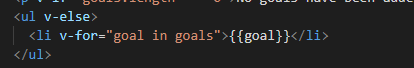 <ul v-else>
<li v-for="goal in goals">{{goal}}</li>
</ul>